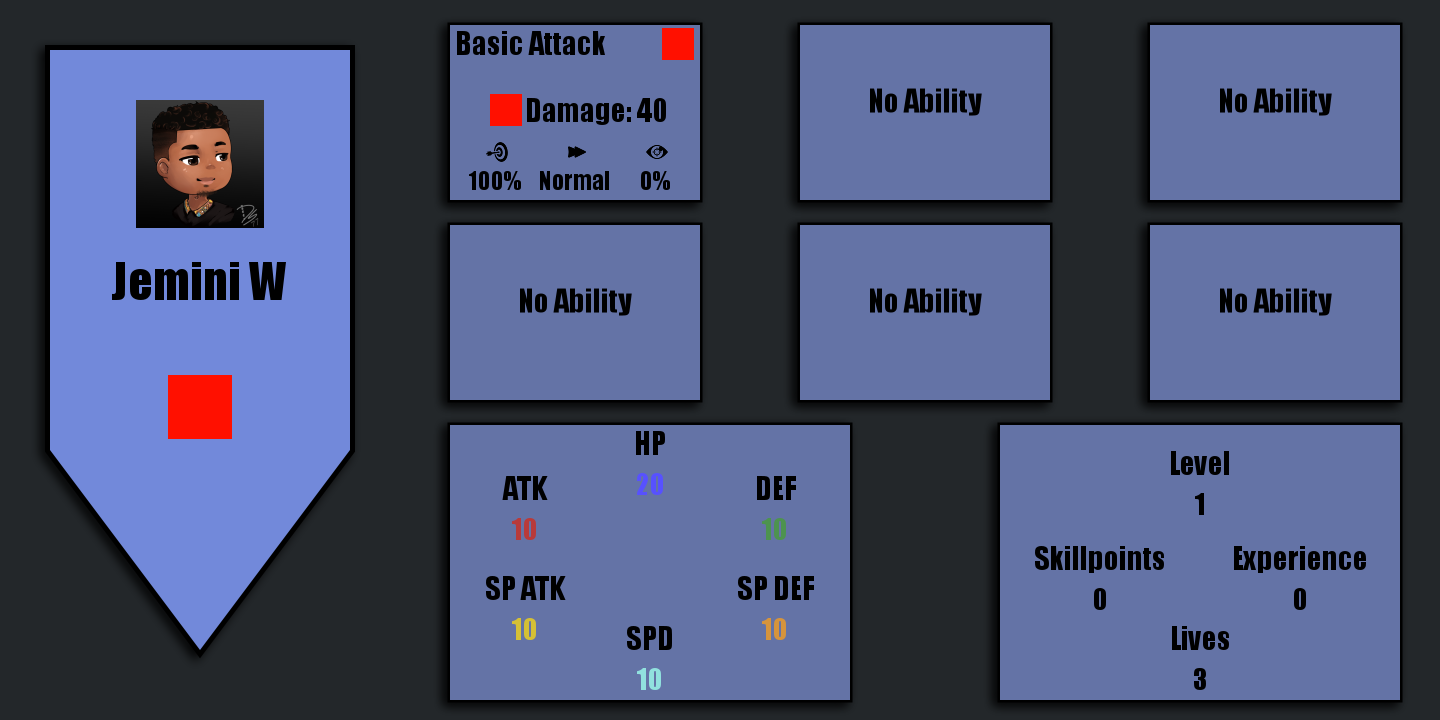 Jemini W
Basic Attack
Damage: 40
100% Normal 0%
No Ability
No Ability
No Ability
No Ability
No Ability
HP
20
ATK
10
DEF
10
SP ATK
10
SP DEF
10
SPD
10
Level
1
Skillpoints
0
Experience
0
Lives
3